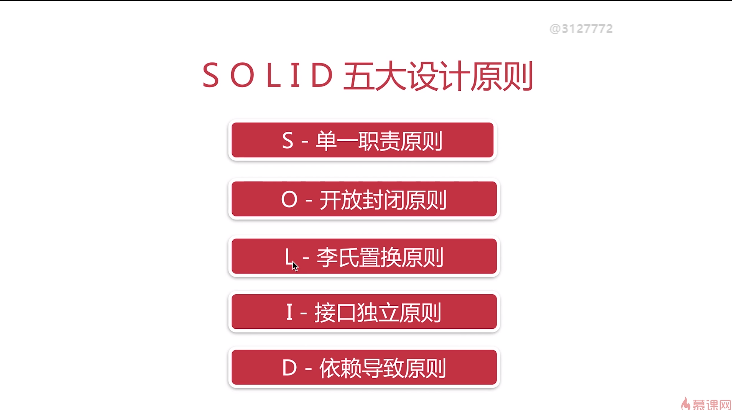 @3127772
SOLID 五大设计原则
S - 单一职责原则
O - 开放封闭原则
L - 李氏置换原则
I - 接口独立原则
D - 依赖导致原则
慕课网